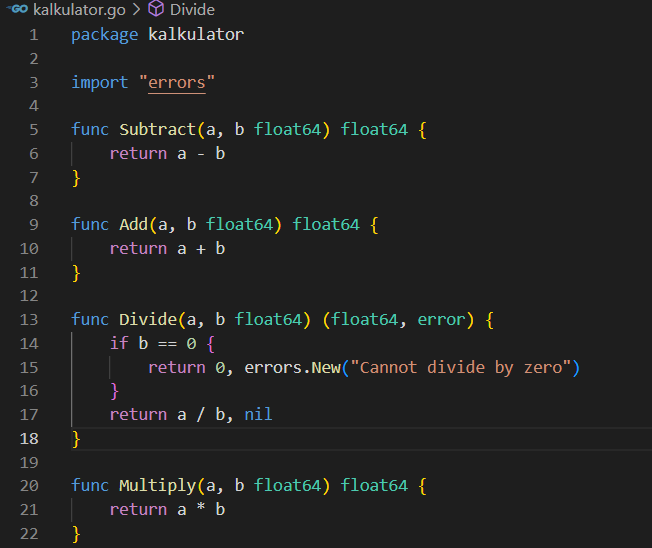 GO kalkulator.go > Divide
1 package kalkulator
2
3 import "errors"
4
5 func Subtract(a, b float64) float64 {
6     return a - b
7 }
8
9 func Add(a, b float64) float64 {
10     return a + b
11 }
12
13 func Divide(a, b float64) (float64, error) {
14     if b == 0 {
15         return 0, errors.New("Cannot divide by zero")
16     }
17     return a / b, nil
18 }
19
20 func Multiply(a, b float64) float64 {
21     return a * b
22 }